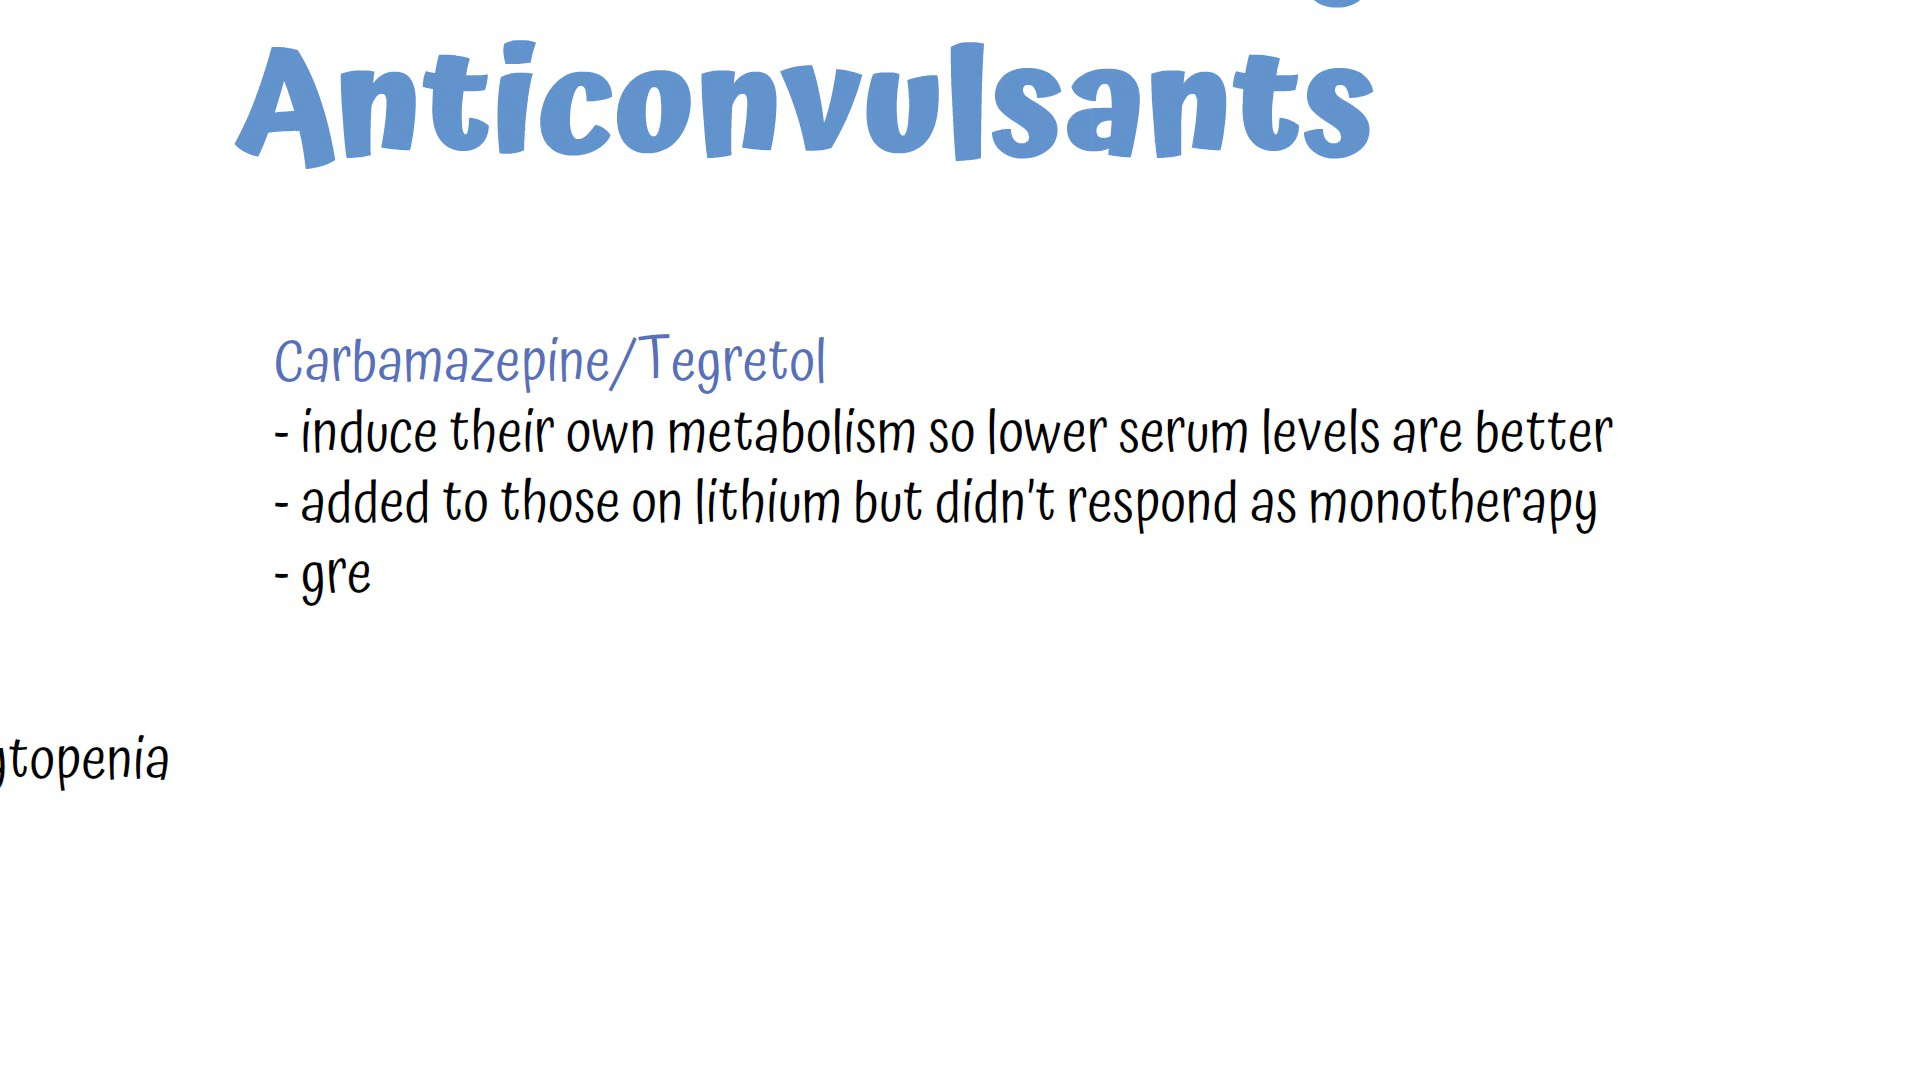 Anticonvulsants
Carbamazepine/Tegretol
- induce their own metabolism so lower serum levels are better
- added to those on lithium but didn't respond as monotherapy
- gre
ytopenia